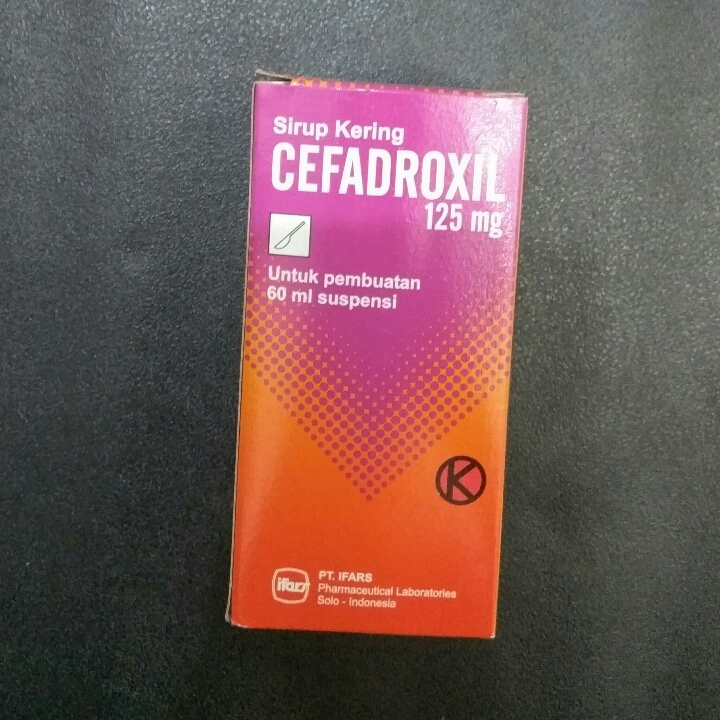 Sirup Kering
CEFADROXIL
125 mg
Untuk pembuatan
60 ml suspensi
K
ifars
PT. IFARS
Pharmaceutical Laboratories
Solo - Indonesia